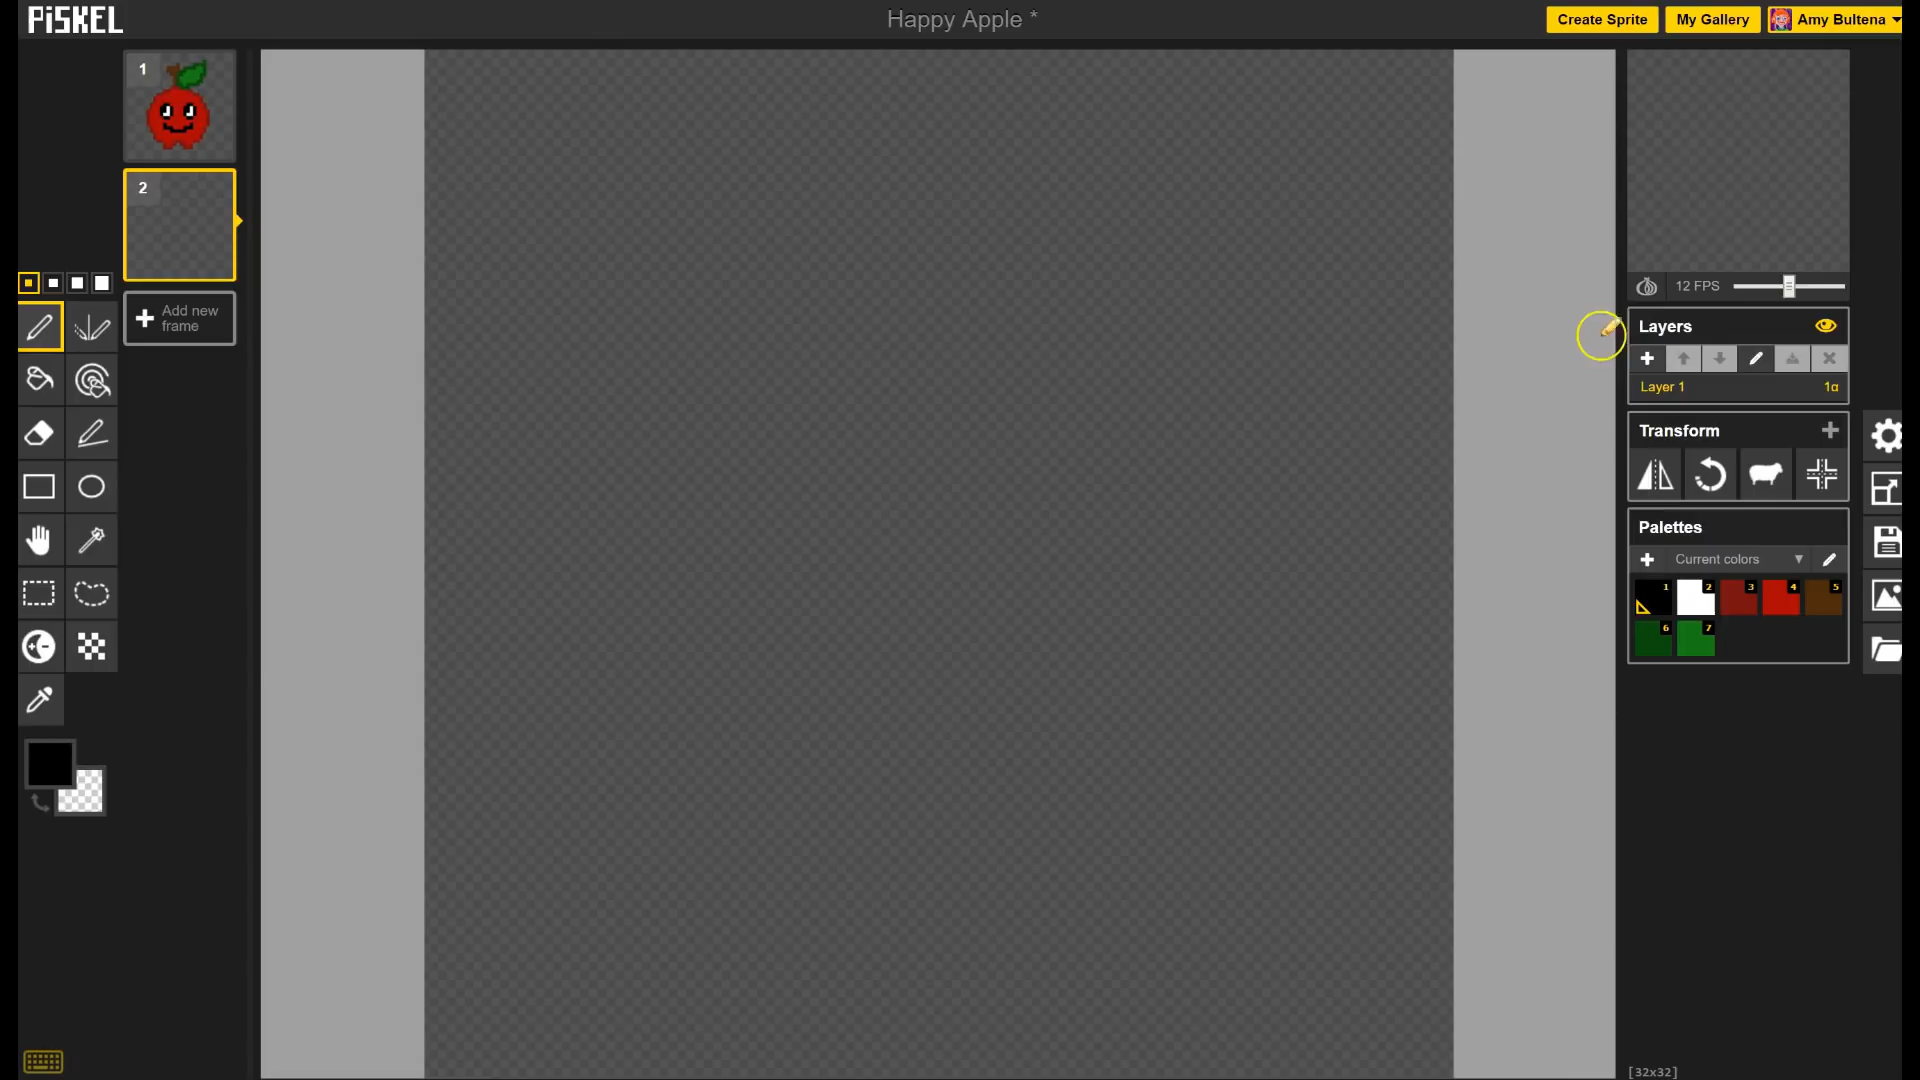 PiSKEL
Happy Apple *
Create Sprite
My Gallery
Amy Bultena
1
2
Add new
frame
12 FPS
Layers
Layer 1
1α
Transform
Palettes
Current colors
1
2
3
4
5
6
7
[32x32]